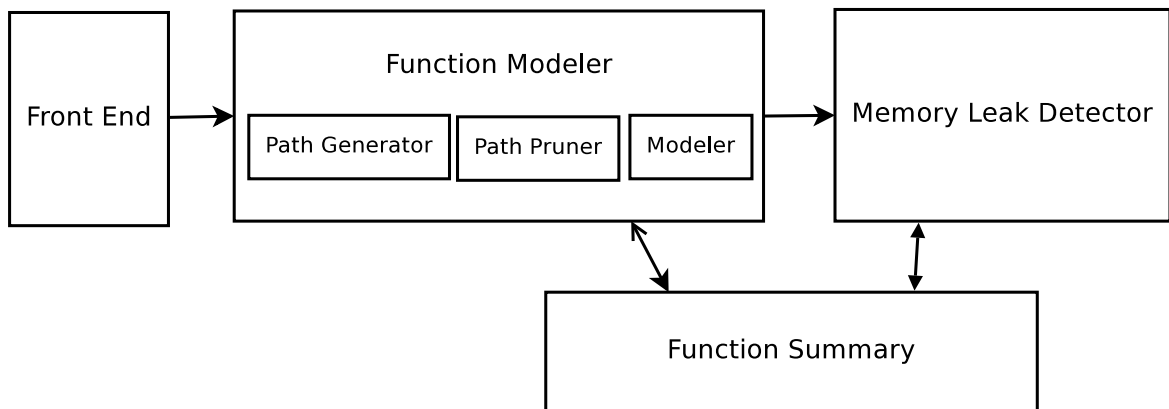 Function Modeler
Front End
Memory Leak Detector
Path Generator
Path Pruner
Modeler
Function Summary